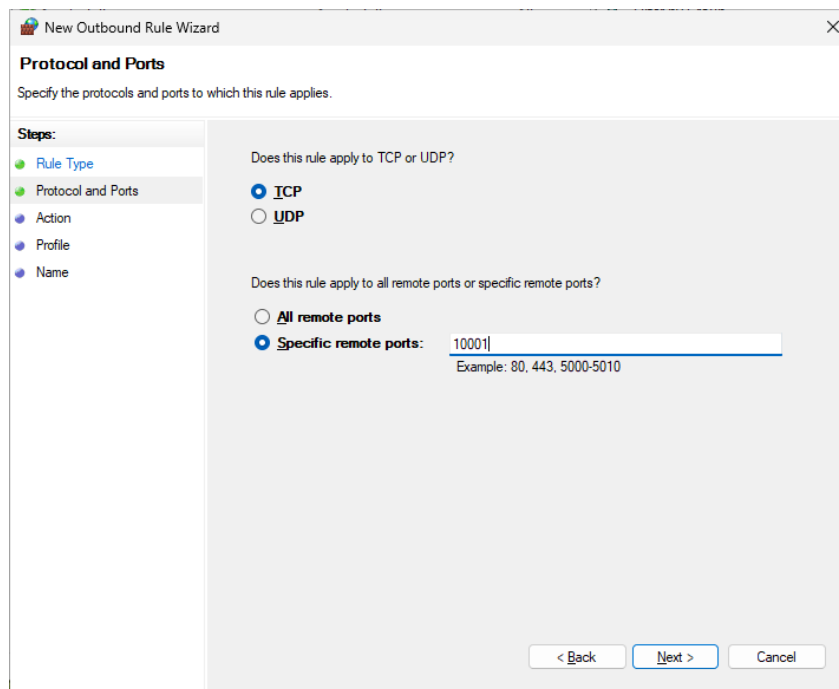 New Outbound Rule Wizard
Protocol and Ports
Specify the protocols and ports to which this rule applies.
Steps:
Rule Type
Protocol and Ports
Action
Profile
Name
Does this rule apply to TCP or UDP?
TCP
UDP
Does this rule apply to all remote ports or specific remote ports?
All remote ports
Specific remote ports: 10001
Example: 80, 443, 5000-5010
< Back Next > Cancel